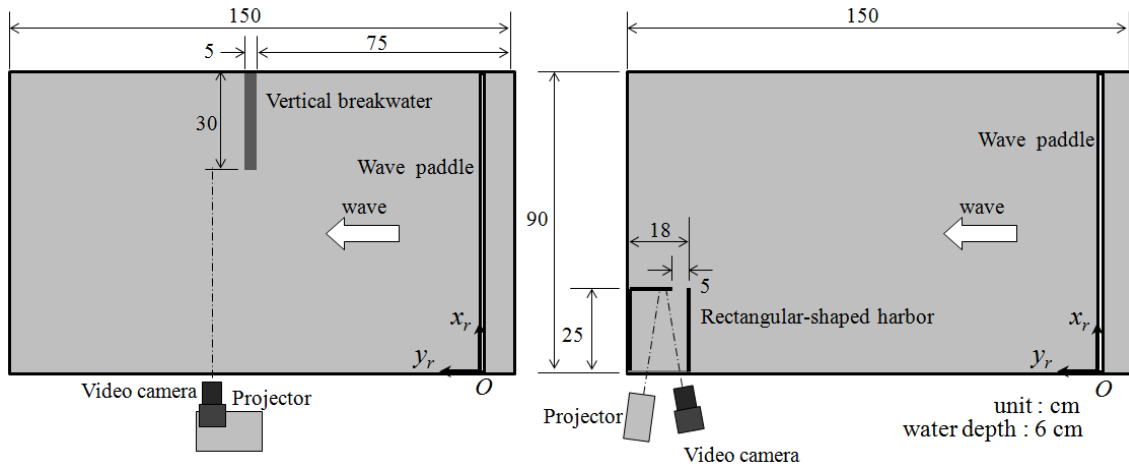 150
5
75
Vertical breakwater
30
Wave paddle
wave
x_r
y_r
O
Video camera
Projector
150
Wave paddle
wave
90
18
5
25
Rectangular-shaped harbor
x_r
y_r
O
Projector
Video camera
unit : cm
water depth : 6 cm